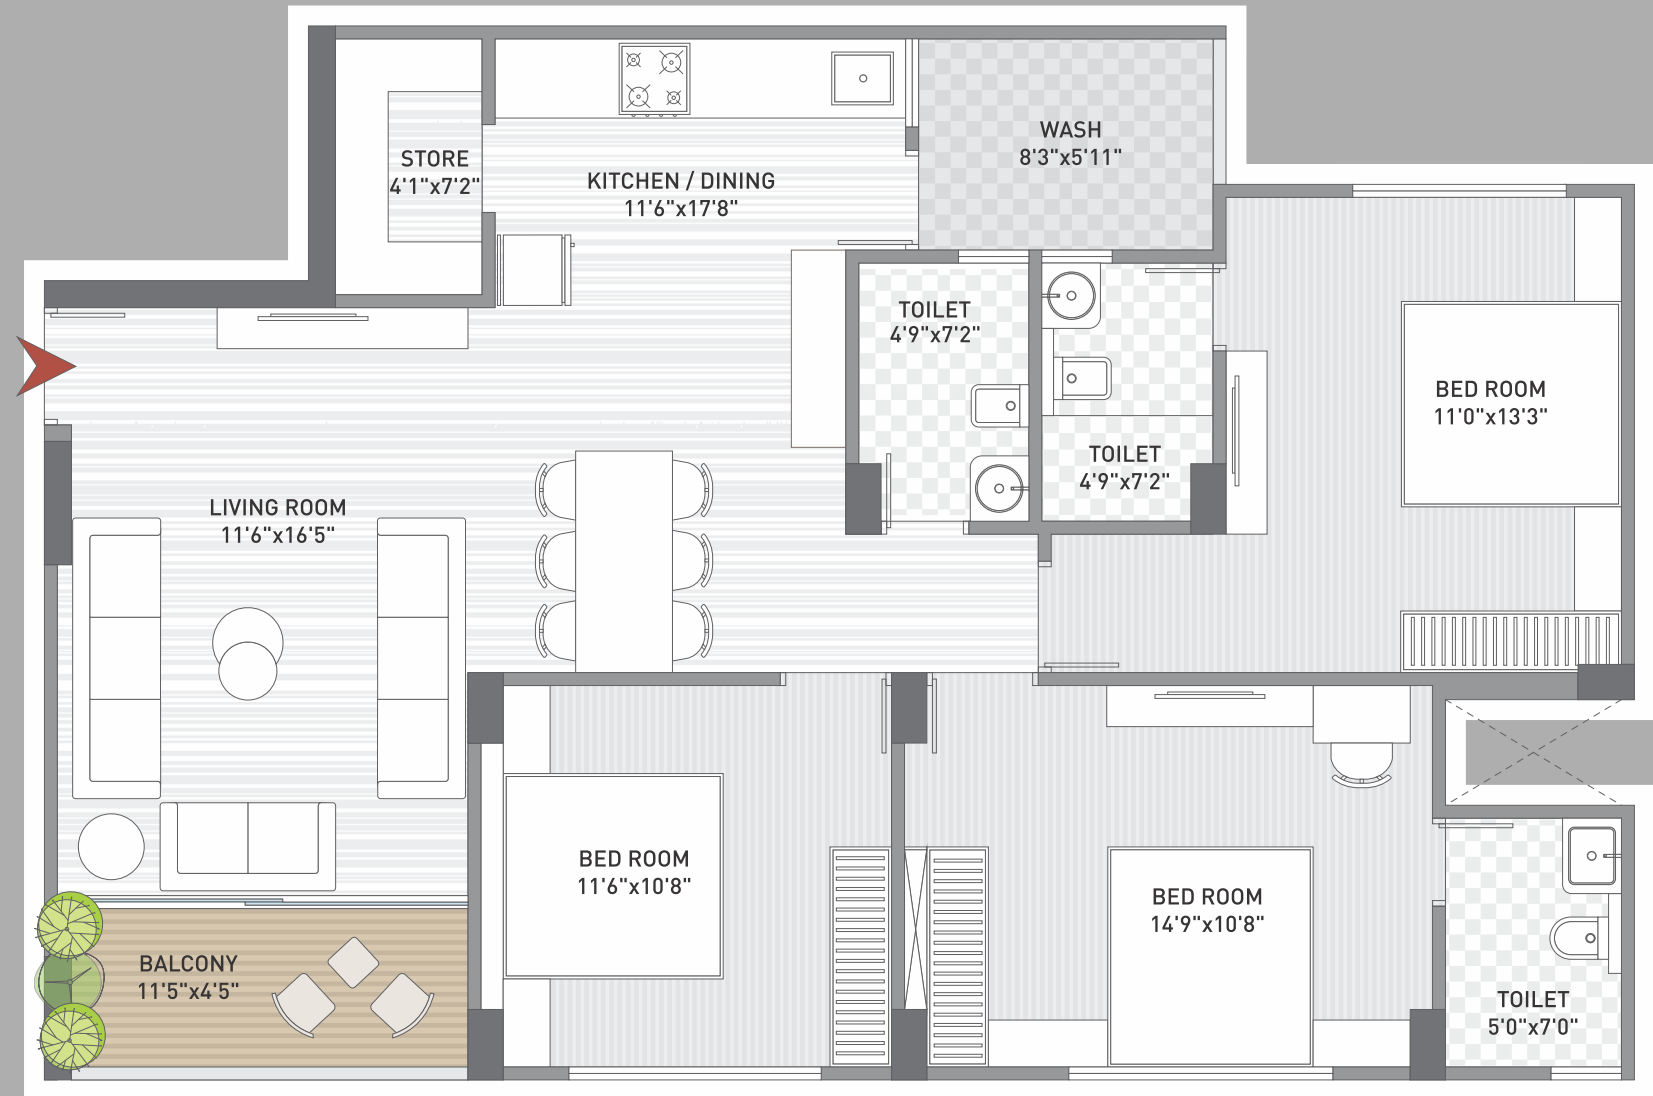 WASH
8'3"x5'11"
STORE
4'1"x7'2"
KITCHEN / DINING
11'6"x17'8"
TOILET
4'9"x7'2"
BED ROOM
11'0"x13'3"
TOILET
4'9"x7'2"
LIVING ROOM
11'6"x16'5"
BED ROOM
11'6"x10'8"
BED ROOM
14'9"x10'8"
BALCONY
11'5"x4'5"
TOILET
5'0"x7'0"